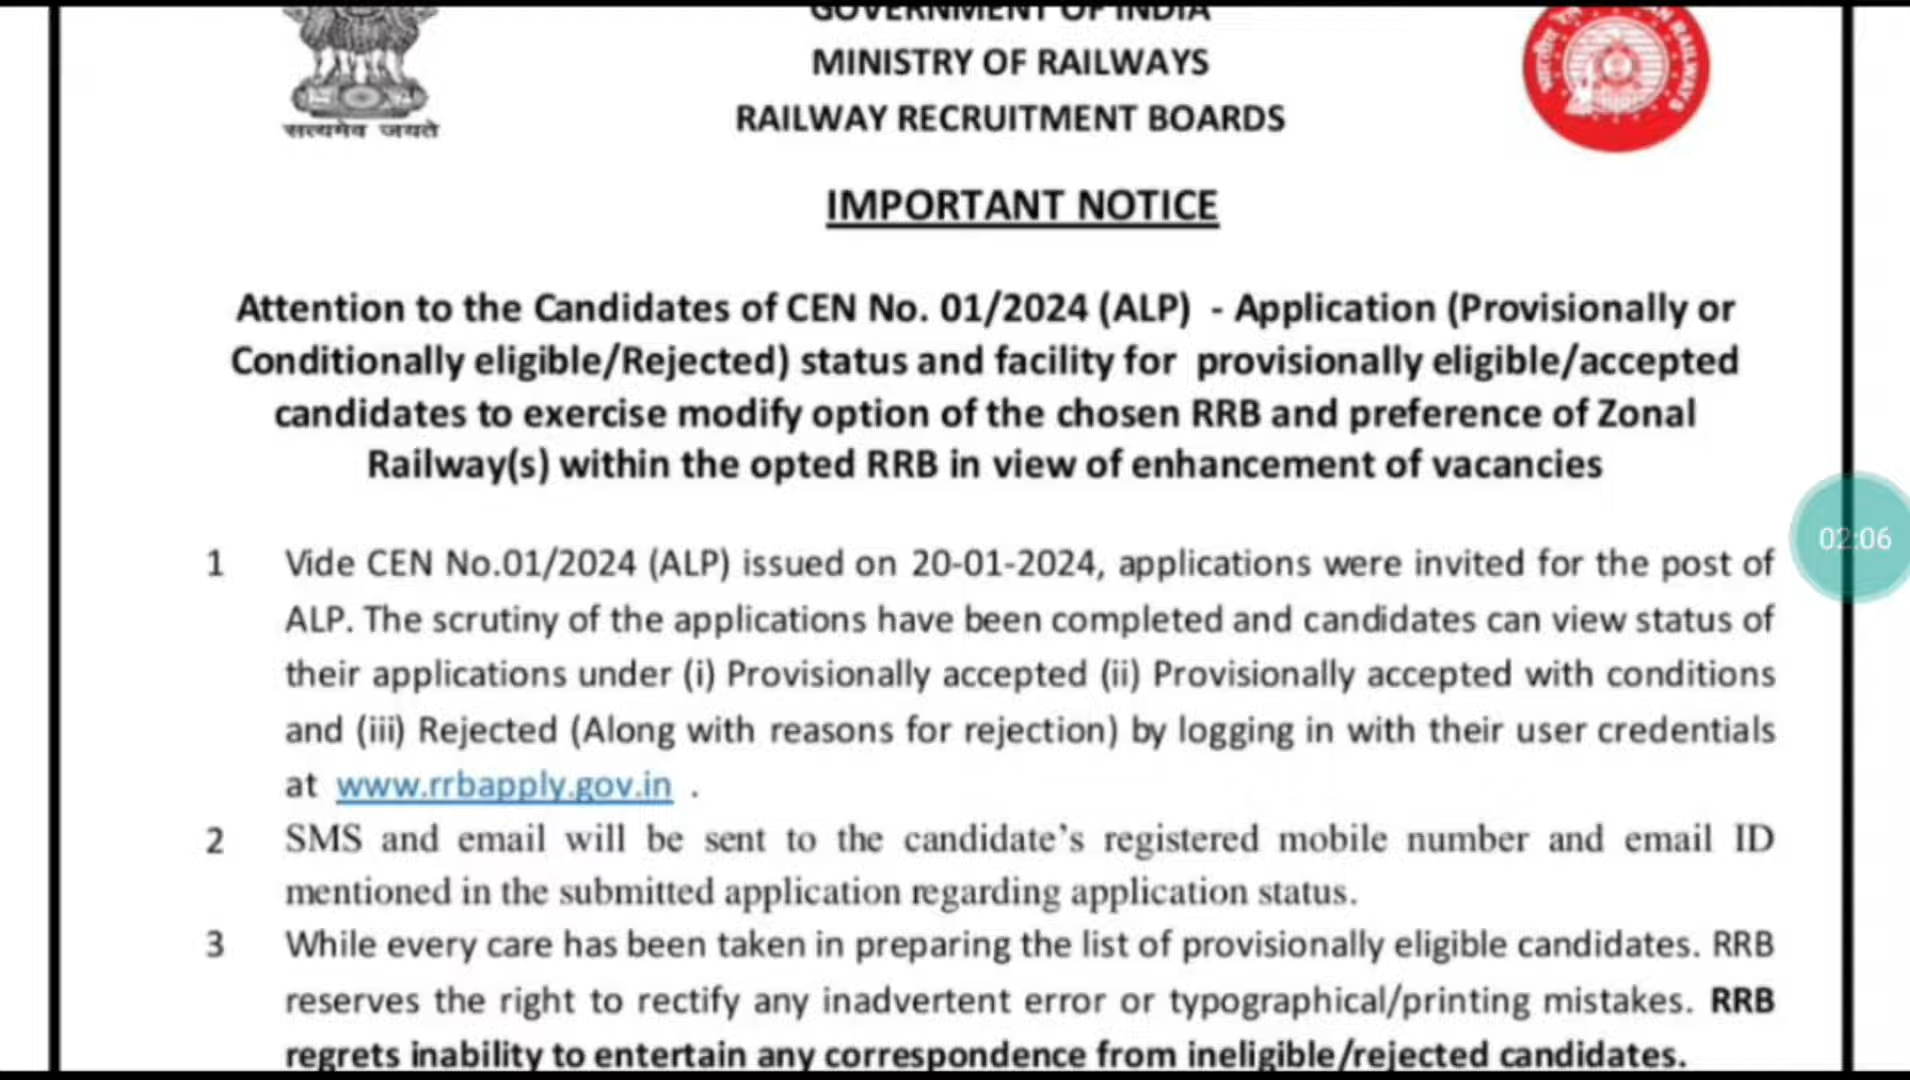 GOVERNMENT OF INDIA
MINISTRY OF RAILWAYS
RAILWAY RECRUITMENT BOARDS
सत्यमेव जयते
भारतीय रेल
RAILWAYS
IMPORTANT NOTICE
Attention to the Candidates of CEN No. 01/2024 (ALP) - Application (Provisionally or
Conditionally eligible/Rejected) status and facility for provisionally eligible/accepted
candidates to exercise modify option of the chosen RRB and preference of Zonal
Railway(s) within the opted RRB in view of enhancement of vacancies
1 Vide CEN No.01/2024 (ALP) issued on 20-01-2024, applications were invited for the post of
ALP. The scrutiny of the applications have been completed and candidates can view status of
their applications under (i) Provisionally accepted (ii) Provisionally accepted with conditions
and (iii) Rejected (Along with reasons for rejection) by logging in with their user credentials
at www.rrbapply.gov.in .
02:06
2 SMS and email will be sent to the candidate's registered mobile number and email ID
mentioned in the submitted application regarding application status.
3 While every care has been taken in preparing the list of provisionally eligible candidates. RRB
reserves the right to rectify any inadvertent error or typographical/printing mistakes. RRB
regrets inability to entertain any correspondence from ineligible/rejected candidates.